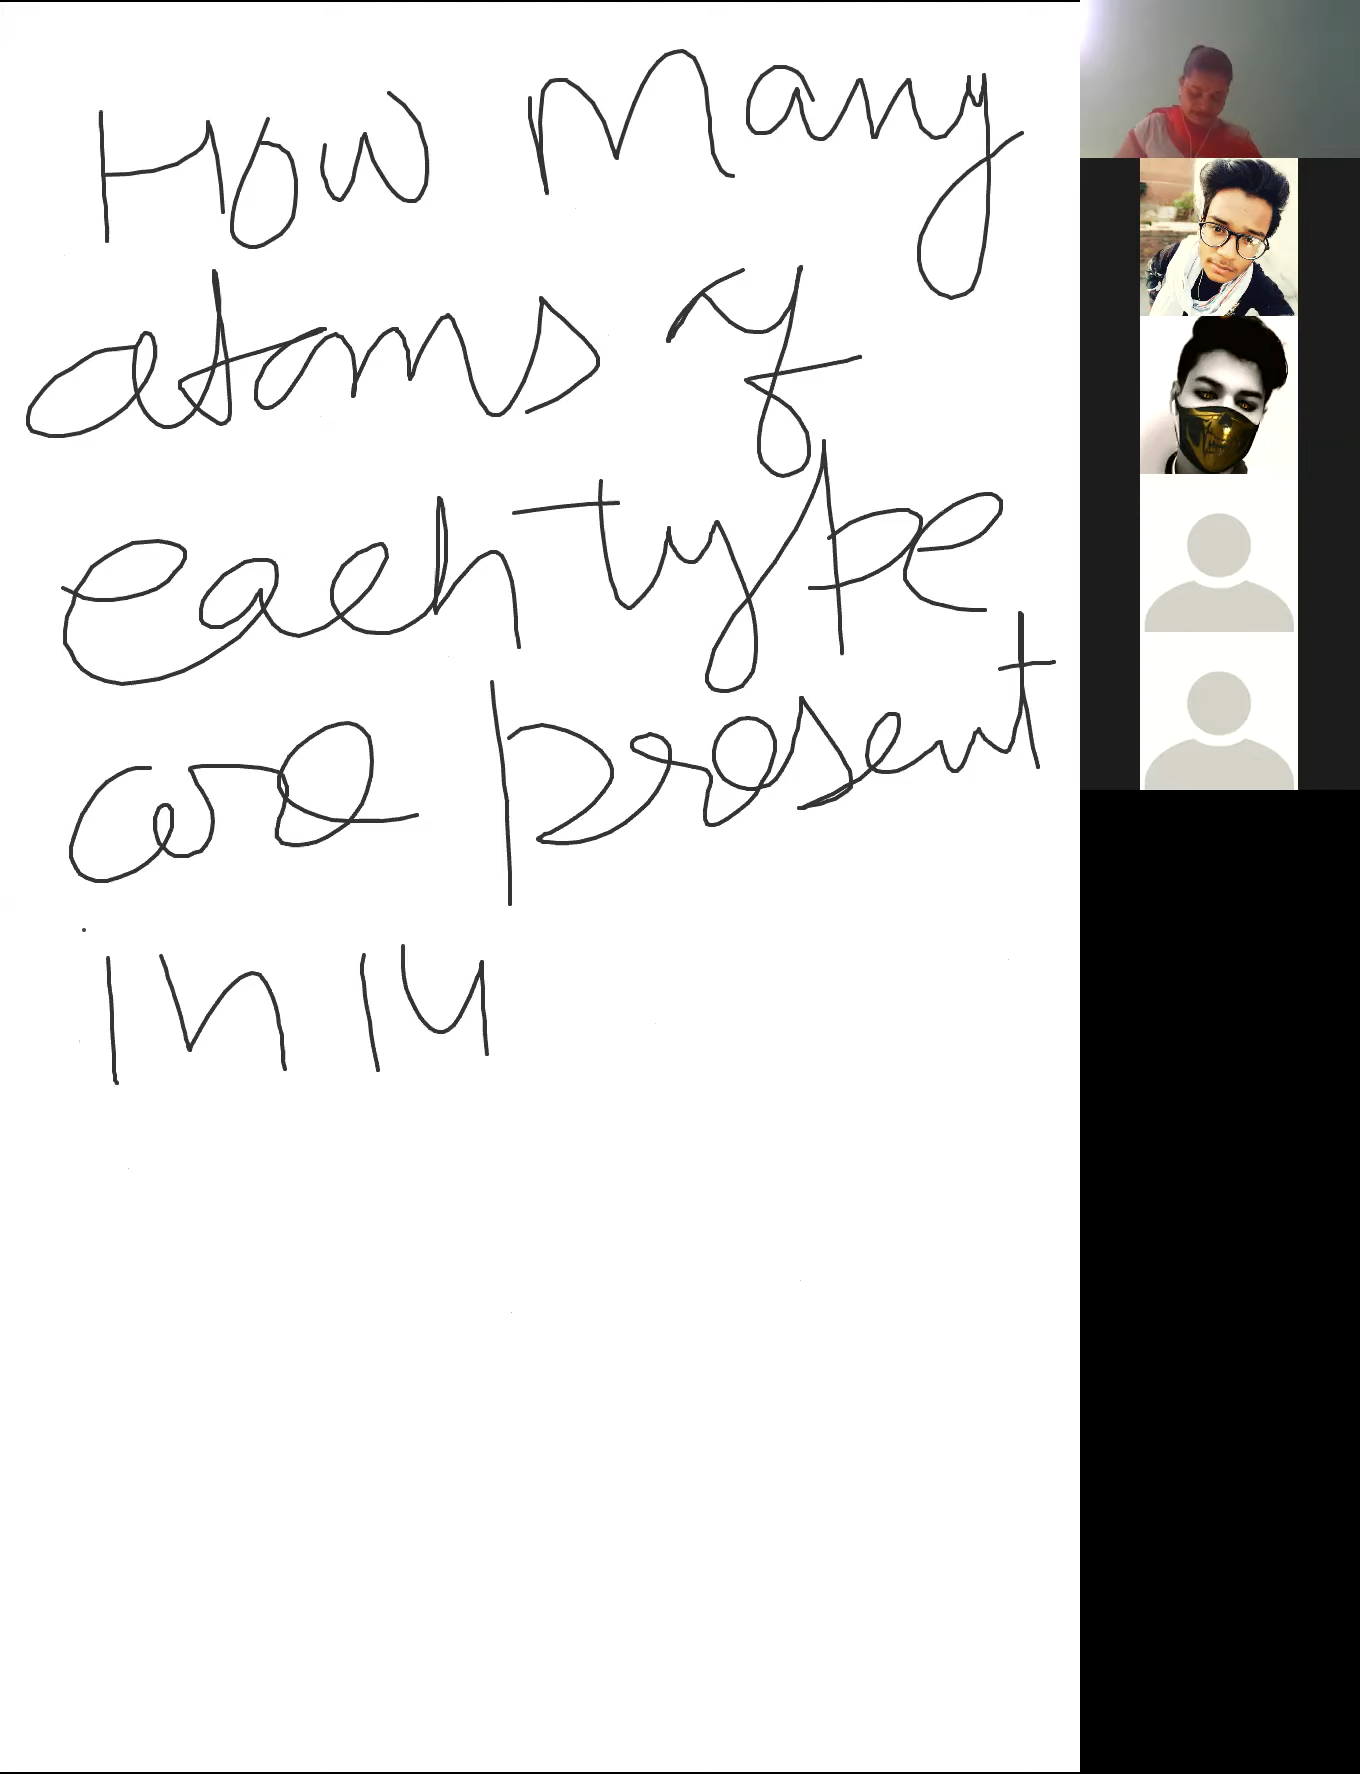 How Many
atoms of
each type
are present
in 14